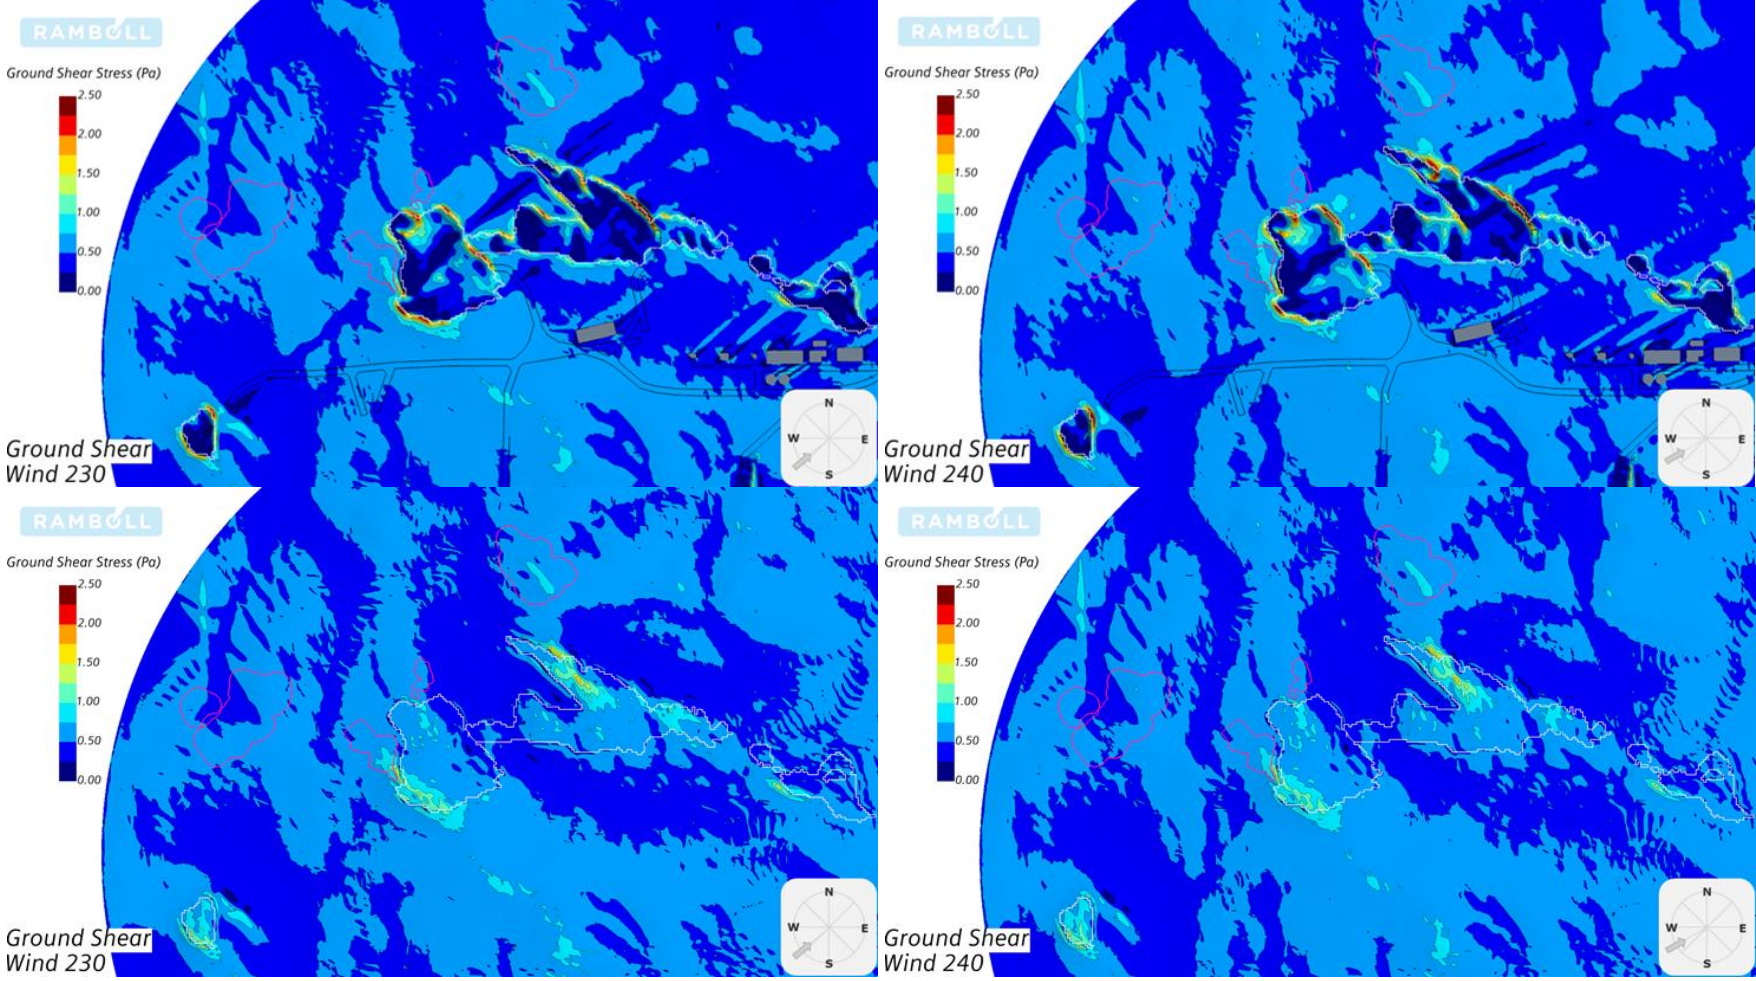 RAMBOLL
Ground Shear Stress (Pa)
2.50
2.00
1.50
1.00
0.50
0.00
N
W E
S
Ground Shear
Wind 230
RAMBOLL
Ground Shear Stress (Pa)
2.50
2.00
1.50
1.00
0.50
0.00
N
W E
S
Ground Shear
Wind 240
RAMBOLL
Ground Shear Stress (Pa)
2.50
2.00
1.50
1.00
0.50
0.00
N
W E
S
Ground Shear
Wind 230
RAMBOLL
Ground Shear Stress (Pa)
2.50
2.00
1.50
1.00
0.50
0.00
N
W E
S
Ground Shear
Wind 240